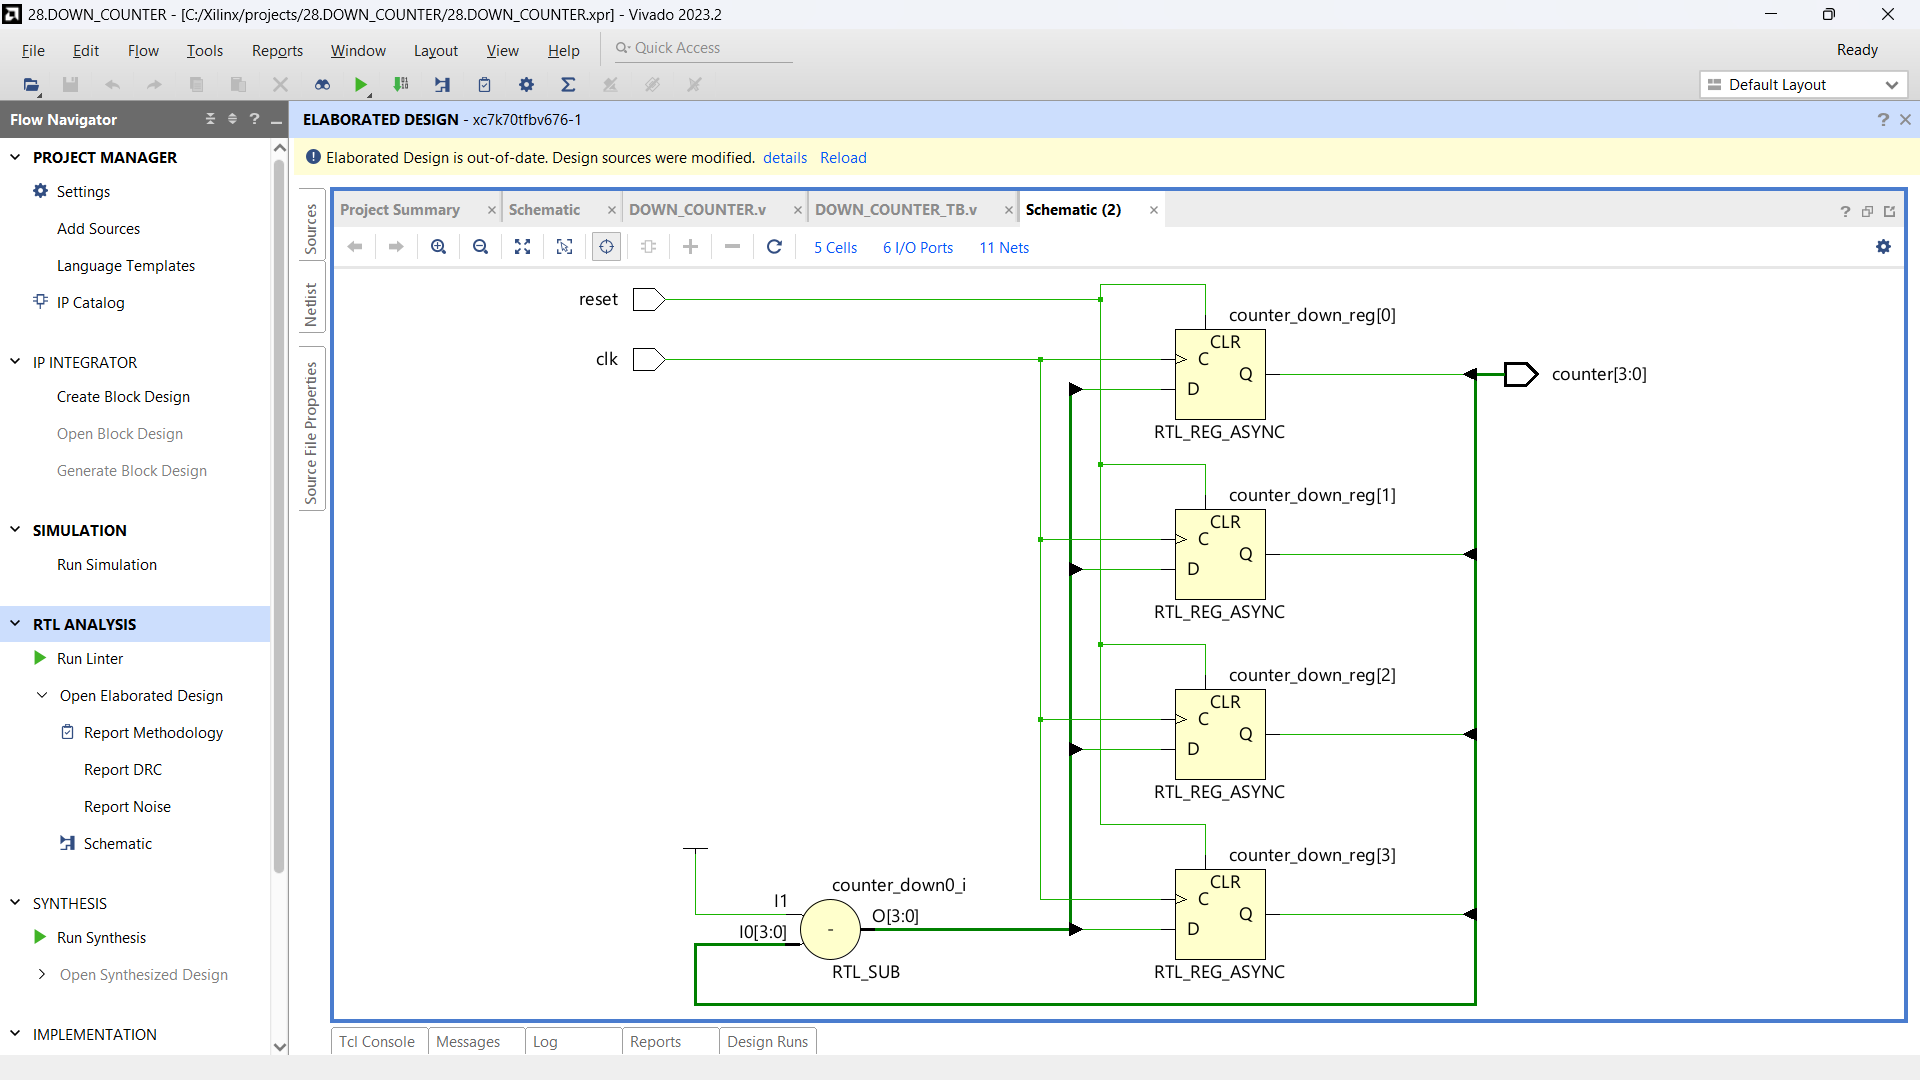 28.DOWN_COUNTER - [C:/Xilinx/projects/28.DOWN_COUNTER/28.DOWN_COUNTER.xpr] - Vivado 2023.2
File Edit Flow Tools Reports Window Layout View Help Quick Access Ready
Default Layout
Flow Navigator
ELABORATED DESIGN - xc7k70tfbv676-1
Elaborated Design is out-of-date. Design sources were modified. details Reload
PROJECT MANAGER
Settings
Add Sources
Language Templates
IP Catalog
IP INTEGRATOR
Create Block Design
Open Block Design
Generate Block Design
SIMULATION
Run Simulation
RTL ANALYSIS
Run Linter
Open Elaborated Design
Report Methodology
Report DRC
Report Noise
Schematic
SYNTHESIS
Run Synthesis
Open Synthesized Design
IMPLEMENTATION
Sources
Netlist
Source File Properties
Project Summary Schematic DOWN_COUNTER.v DOWN_COUNTER_TB.v Schematic (2)
5 Cells 6 I/O Ports 11 Nets
reset
clk
counter_down_reg[0]
CLR
C
Q
D
RTL_REG_ASYNC
counter[3:0]
counter_down_reg[1]
CLR
C
Q
D
RTL_REG_ASYNC
counter_down_reg[2]
CLR
C
Q
D
RTL_REG_ASYNC
counter_down_reg[3]
CLR
C
Q
D
RTL_REG_ASYNC
counter_down0_i
I1
O[3:0]
I0[3:0]
-
RTL_SUB
Tcl Console Messages Log Reports Design Runs